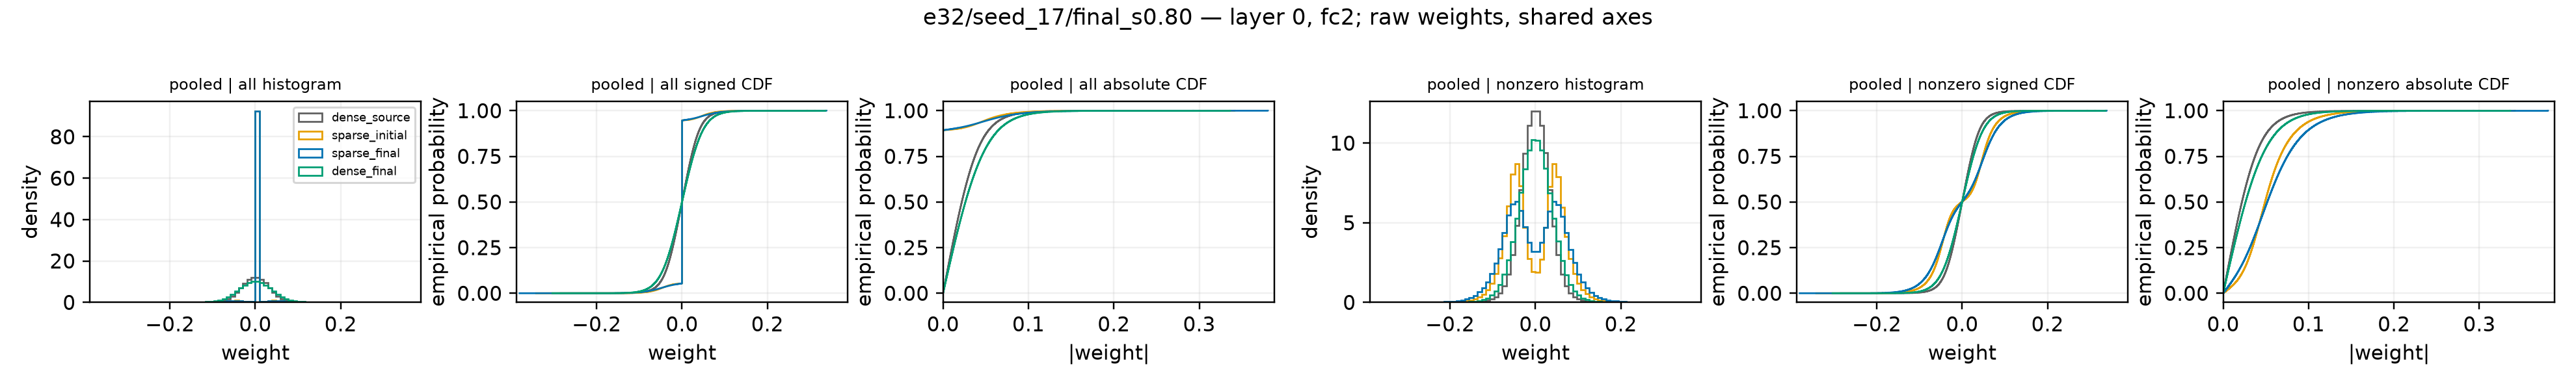 e32/seed_17/final_s0.80 — layer 0, fc2; raw weights, shared axes
pooled | all histogram
density
80
60
40
20
0
−0.2
0.0
0.2
weight
dense_source
sparse_initial
sparse_final
dense_final
pooled | all signed CDF
empirical probability
1.00
0.75
0.50
0.25
0.00
−0.2
0.0
0.2
weight
pooled | all absolute CDF
empirical probability
1.00
0.75
0.50
0.25
0.00
0.0
0.1
0.2
0.3
|weight|
pooled | nonzero histogram
density
10
5
0
−0.2
0.0
0.2
weight
pooled | nonzero signed CDF
empirical probability
1.00
0.75
0.50
0.25
0.00
−0.2
0.0
0.2
weight
pooled | nonzero absolute CDF
empirical probability
1.00
0.75
0.50
0.25
0.00
0.0
0.1
0.2
0.3
|weight|